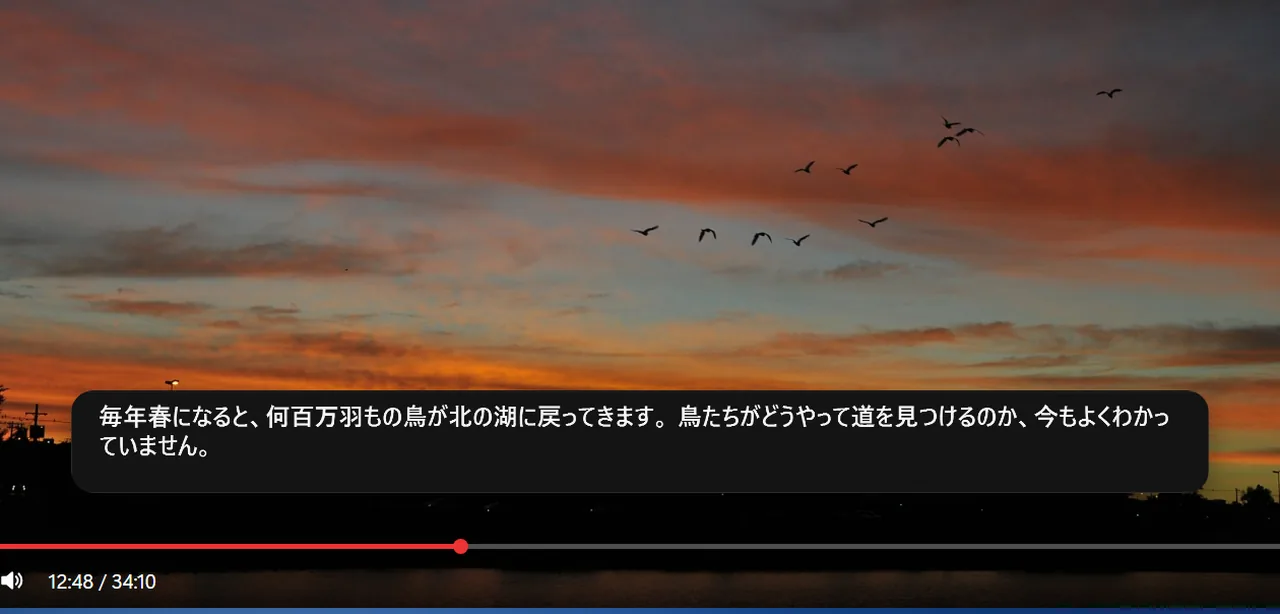 毎年春になると、何百万羽もの鳥が北の湖に戻ってきます。鳥たちがどうやって道を見つけるのか、今もよくわかっ
ていません。
12:48 / 34:10